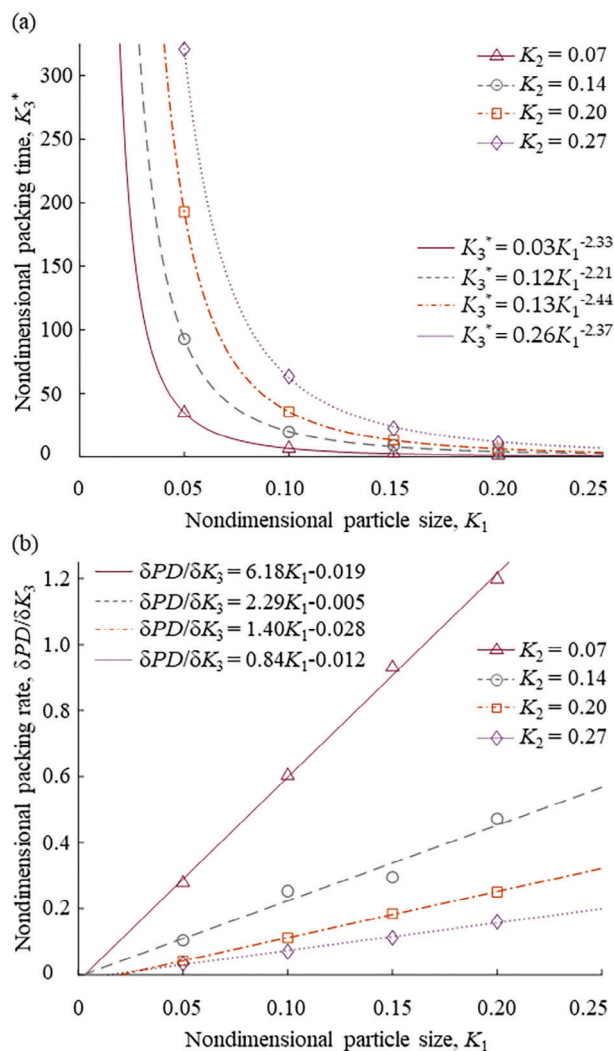 (a)
Nondimensional packing time, K₃*
300
250
200
150
100
50
0
K₂ = 0.07
K₂ = 0.14
K₂ = 0.20
K₂ = 0.27
K₃* = 0.03K₁⁻²·³³
K₃* = 0.12K₁⁻²·²¹
K₃* = 0.13K₁⁻²·⁴⁴
K₃* = 0.26K₁⁻²·³⁷
0.05 0.10 0.15 0.20 0.25
Nondimensional particle size, K₁
(b)
Nondimensional packing rate, δPD/δK₃
1.2
1.0
0.8
0.6
0.4
0.2
0
δPD/δK₃ = 6.18K₁-0.019
δPD/δK₃ = 2.29K₁-0.005
δPD/δK₃ = 1.40K₁-0.028
δPD/δK₃ = 0.84K₁-0.012
K₂ = 0.07
K₂ = 0.14
K₂ = 0.20
K₂ = 0.27
0.05 0.10 0.15 0.20 0.25
Nondimensional particle size, K₁